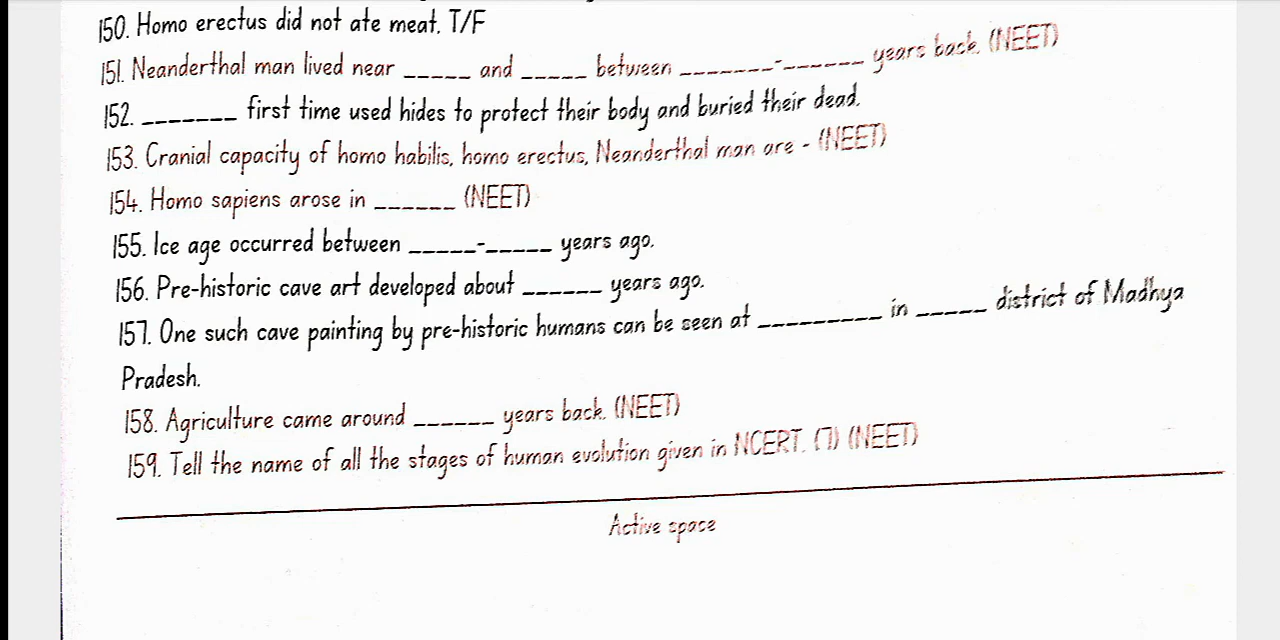 150. Homo erectus did not ate meat. T/F
151. Neanderthal man lived near _____ and _____ between _______-______ years back. (NEET)
152. _______ first time used hides to protect their body and buried their dead.
153. Cranial capacity of homo habilis, homo erectus, Neanderthal man are - (NEET)
154. Homo sapiens arose in ______ (NEET)
155. Ice age occurred between _____-_____ years ago.
156. Pre-historic cave art developed about ______ years ago.
157. One such cave painting by pre-historic humans can be seen at _________ in _____ district of Madhya
Pradesh.
158. Agriculture came around ______ years back. (NEET)
159. Tell the name of all the stages of human evolution given in NCERT. (7) (NEET)
Active space